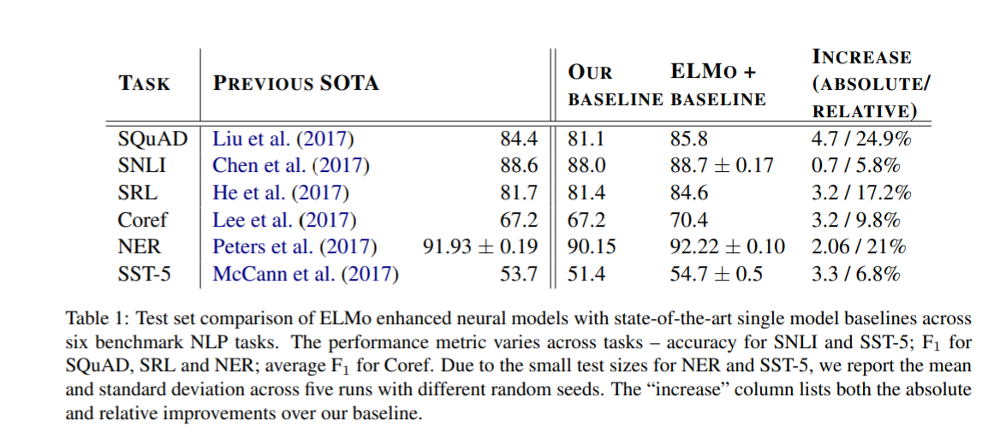 TASK PREVIOUS SOTA OUR BASELINE ELMO + BASELINE INCREASE (ABSOLUTE/ RELATIVE)
SQuAD Liu et al. (2017) 84.4 81.1 85.8 4.7 / 24.9%
SNLI Chen et al. (2017) 88.6 88.0 88.7 ± 0.17 0.7 / 5.8%
SRL He et al. (2017) 81.7 81.4 84.6 3.2 / 17.2%
Coref Lee et al. (2017) 67.2 67.2 70.4 3.2 / 9.8%
NER Peters et al. (2017) 91.93 ± 0.19 90.15 92.22 ± 0.10 2.06 / 21%
SST-5 McCann et al. (2017) 53.7 51.4 54.7 ± 0.5 3.3 / 6.8%
Table 1: Test set comparison of ELMo enhanced neural models with state-of-the-art single model baselines across
six benchmark NLP tasks. The performance metric varies across tasks – accuracy for SNLI and SST-5; F₁ for
SQuAD, SRL and NER; average F₁ for Coref. Due to the small test sizes for NER and SST-5, we report the mean
and standard deviation across five runs with different random seeds. The “increase” column lists both the absolute
and relative improvements over our baseline.